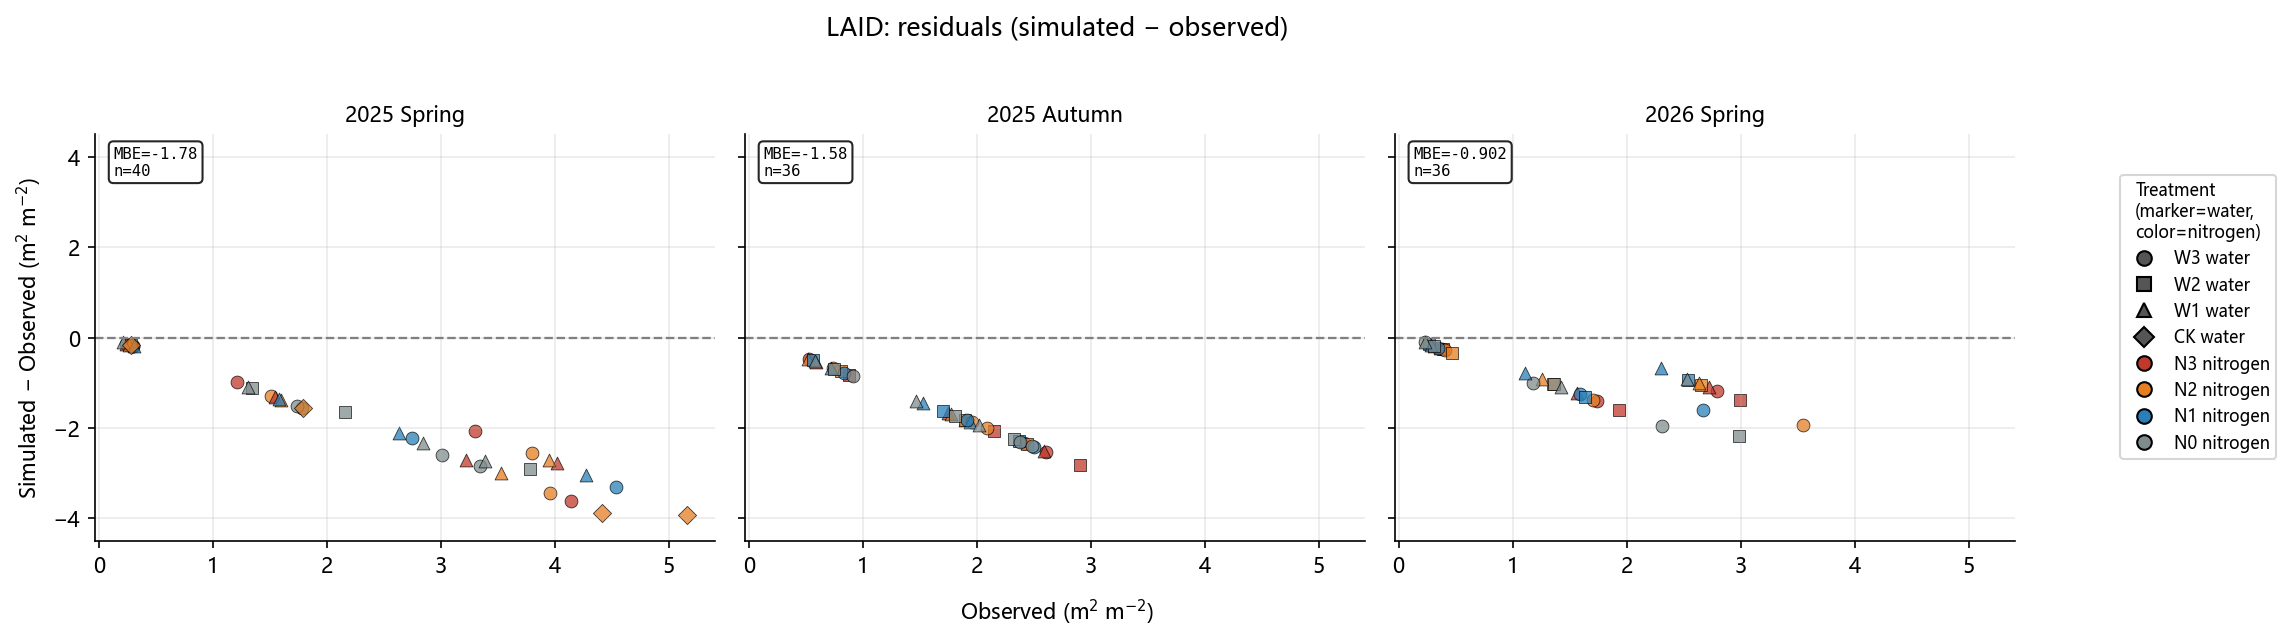 LAID: residuals (simulated − observed)
2025 Spring
2025 Autumn
2026 Spring
MBE=-1.78
n=40
MBE=-1.58
n=36
MBE=-0.902
n=36
Simulated − Observed (m² m⁻²)
4
2
0
−2
−4
0 1 2 3 4 5
0 1 2 3 4 5
0 1 2 3 4 5
Observed (m² m⁻²)
Treatment
(marker=water,
color=nitrogen)
W3 water
W2 water
W1 water
CK water
N3 nitrogen
N2 nitrogen
N1 nitrogen
N0 nitrogen